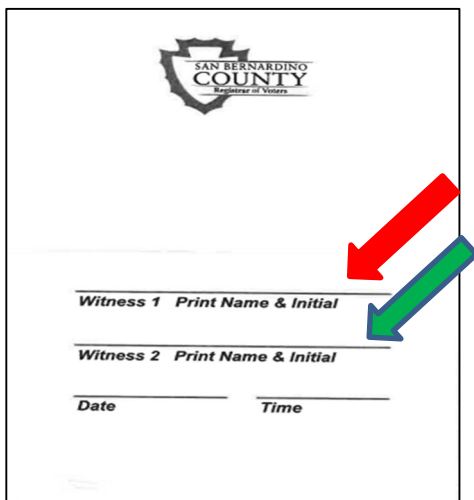 SAN BERNARDINO
COUNTY
Registrar of Voters
Witness 1 Print Name & Initial
Witness 2 Print Name & Initial
Date Time